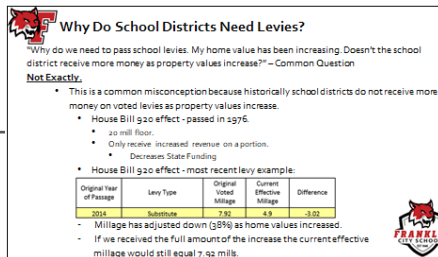 Why Do School Districts Need Levies?
"Why do we need to pass school levies. My home value has been increasing. Doesn't the school
district receive more money as property values increase?" – Common Question
Not Exactly.
• This is a common misconception because historically school districts do not receive more
money on voted levies as property values increase.
• House Bill 920 effect - passed in 1976.
• 20 mill floor.
• Only receive increased revenue on a portion.
• Decreases State Funding
• House Bill 920 effect - most recent levy example:
Original Year of Passage Levy Type Original Voted Millage Current Effective Millage Difference
2014 Substitute 7.92 4.9 -3.02
- Millage has adjusted down (38%) as home values increased.
- If we received the full amount of the increase the current effective
millage would still equal 7.92 mills.
FRANKL
CITY SCHOO